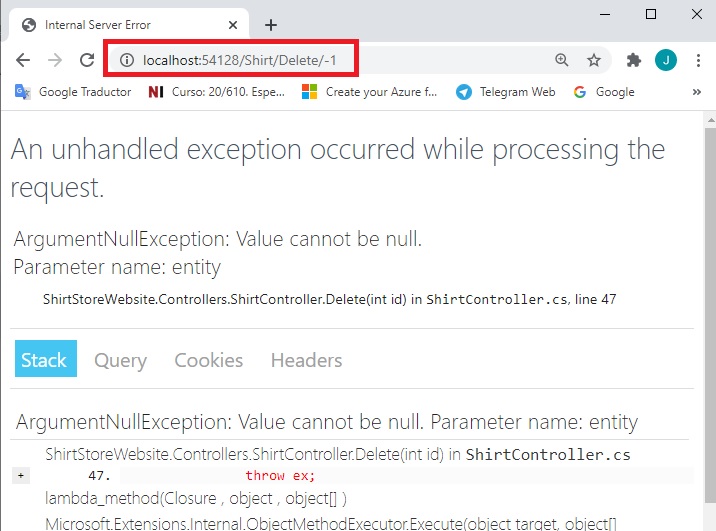 Internal Server Error
localhost:54128/Shirt/Delete/-1
J
Google Traductor
NI Curso: 20/610. Espe...
Create your Azure f...
Telegram Web
G Google
»
An unhandled exception occurred while processing the
request.
ArgumentNullException: Value cannot be null.
Parameter name: entity
ShirtStoreWebsite.Controllers.ShirtController.Delete(int id) in ShirtController.cs, line 47
Stack Query Cookies Headers
ArgumentNullException: Value cannot be null. Parameter name: entity
ShirtStoreWebsite.Controllers.ShirtController.Delete(int id) in ShirtController.cs
+ 47. throw ex;
lambda_method(Closure , object , object[] )
Microsoft.Extensions.Internal.ObjectMethodExecutor.Execute(object target, object[]